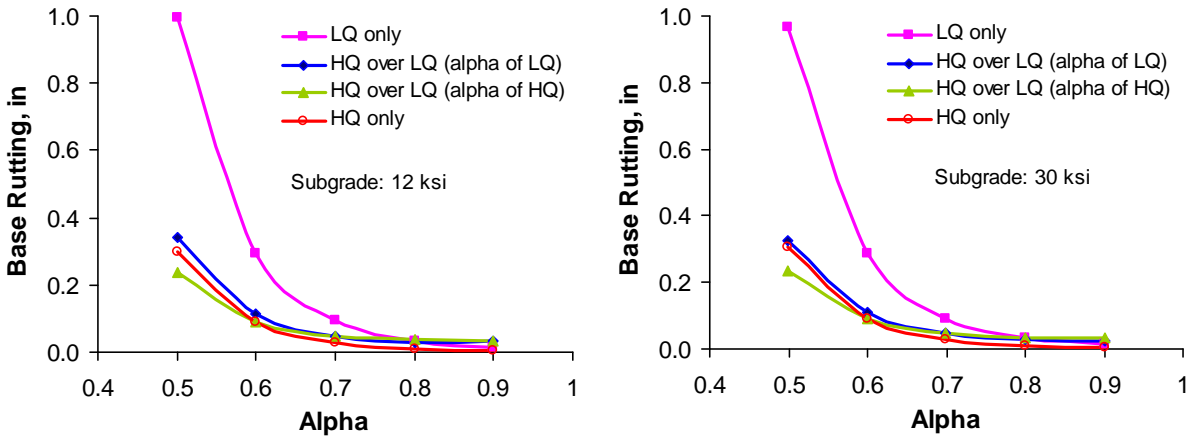 Base Rutting, in
1.0
0.8
0.6
0.4
0.2
0.0
0.4
0.5
0.6
0.7
0.8
0.9
1
Alpha
LQ only
HQ over LQ (alpha of LQ)
HQ over LQ (alpha of HQ)
HQ only
Subgrade: 12 ksi
Base Rutting, in
1.0
0.8
0.6
0.4
0.2
0.0
0.4
0.5
0.6
0.7
0.8
0.9
1
Alpha
LQ only
HQ over LQ (alpha of LQ)
HQ over LQ (alpha of HQ)
HQ only
Subgrade: 30 ksi